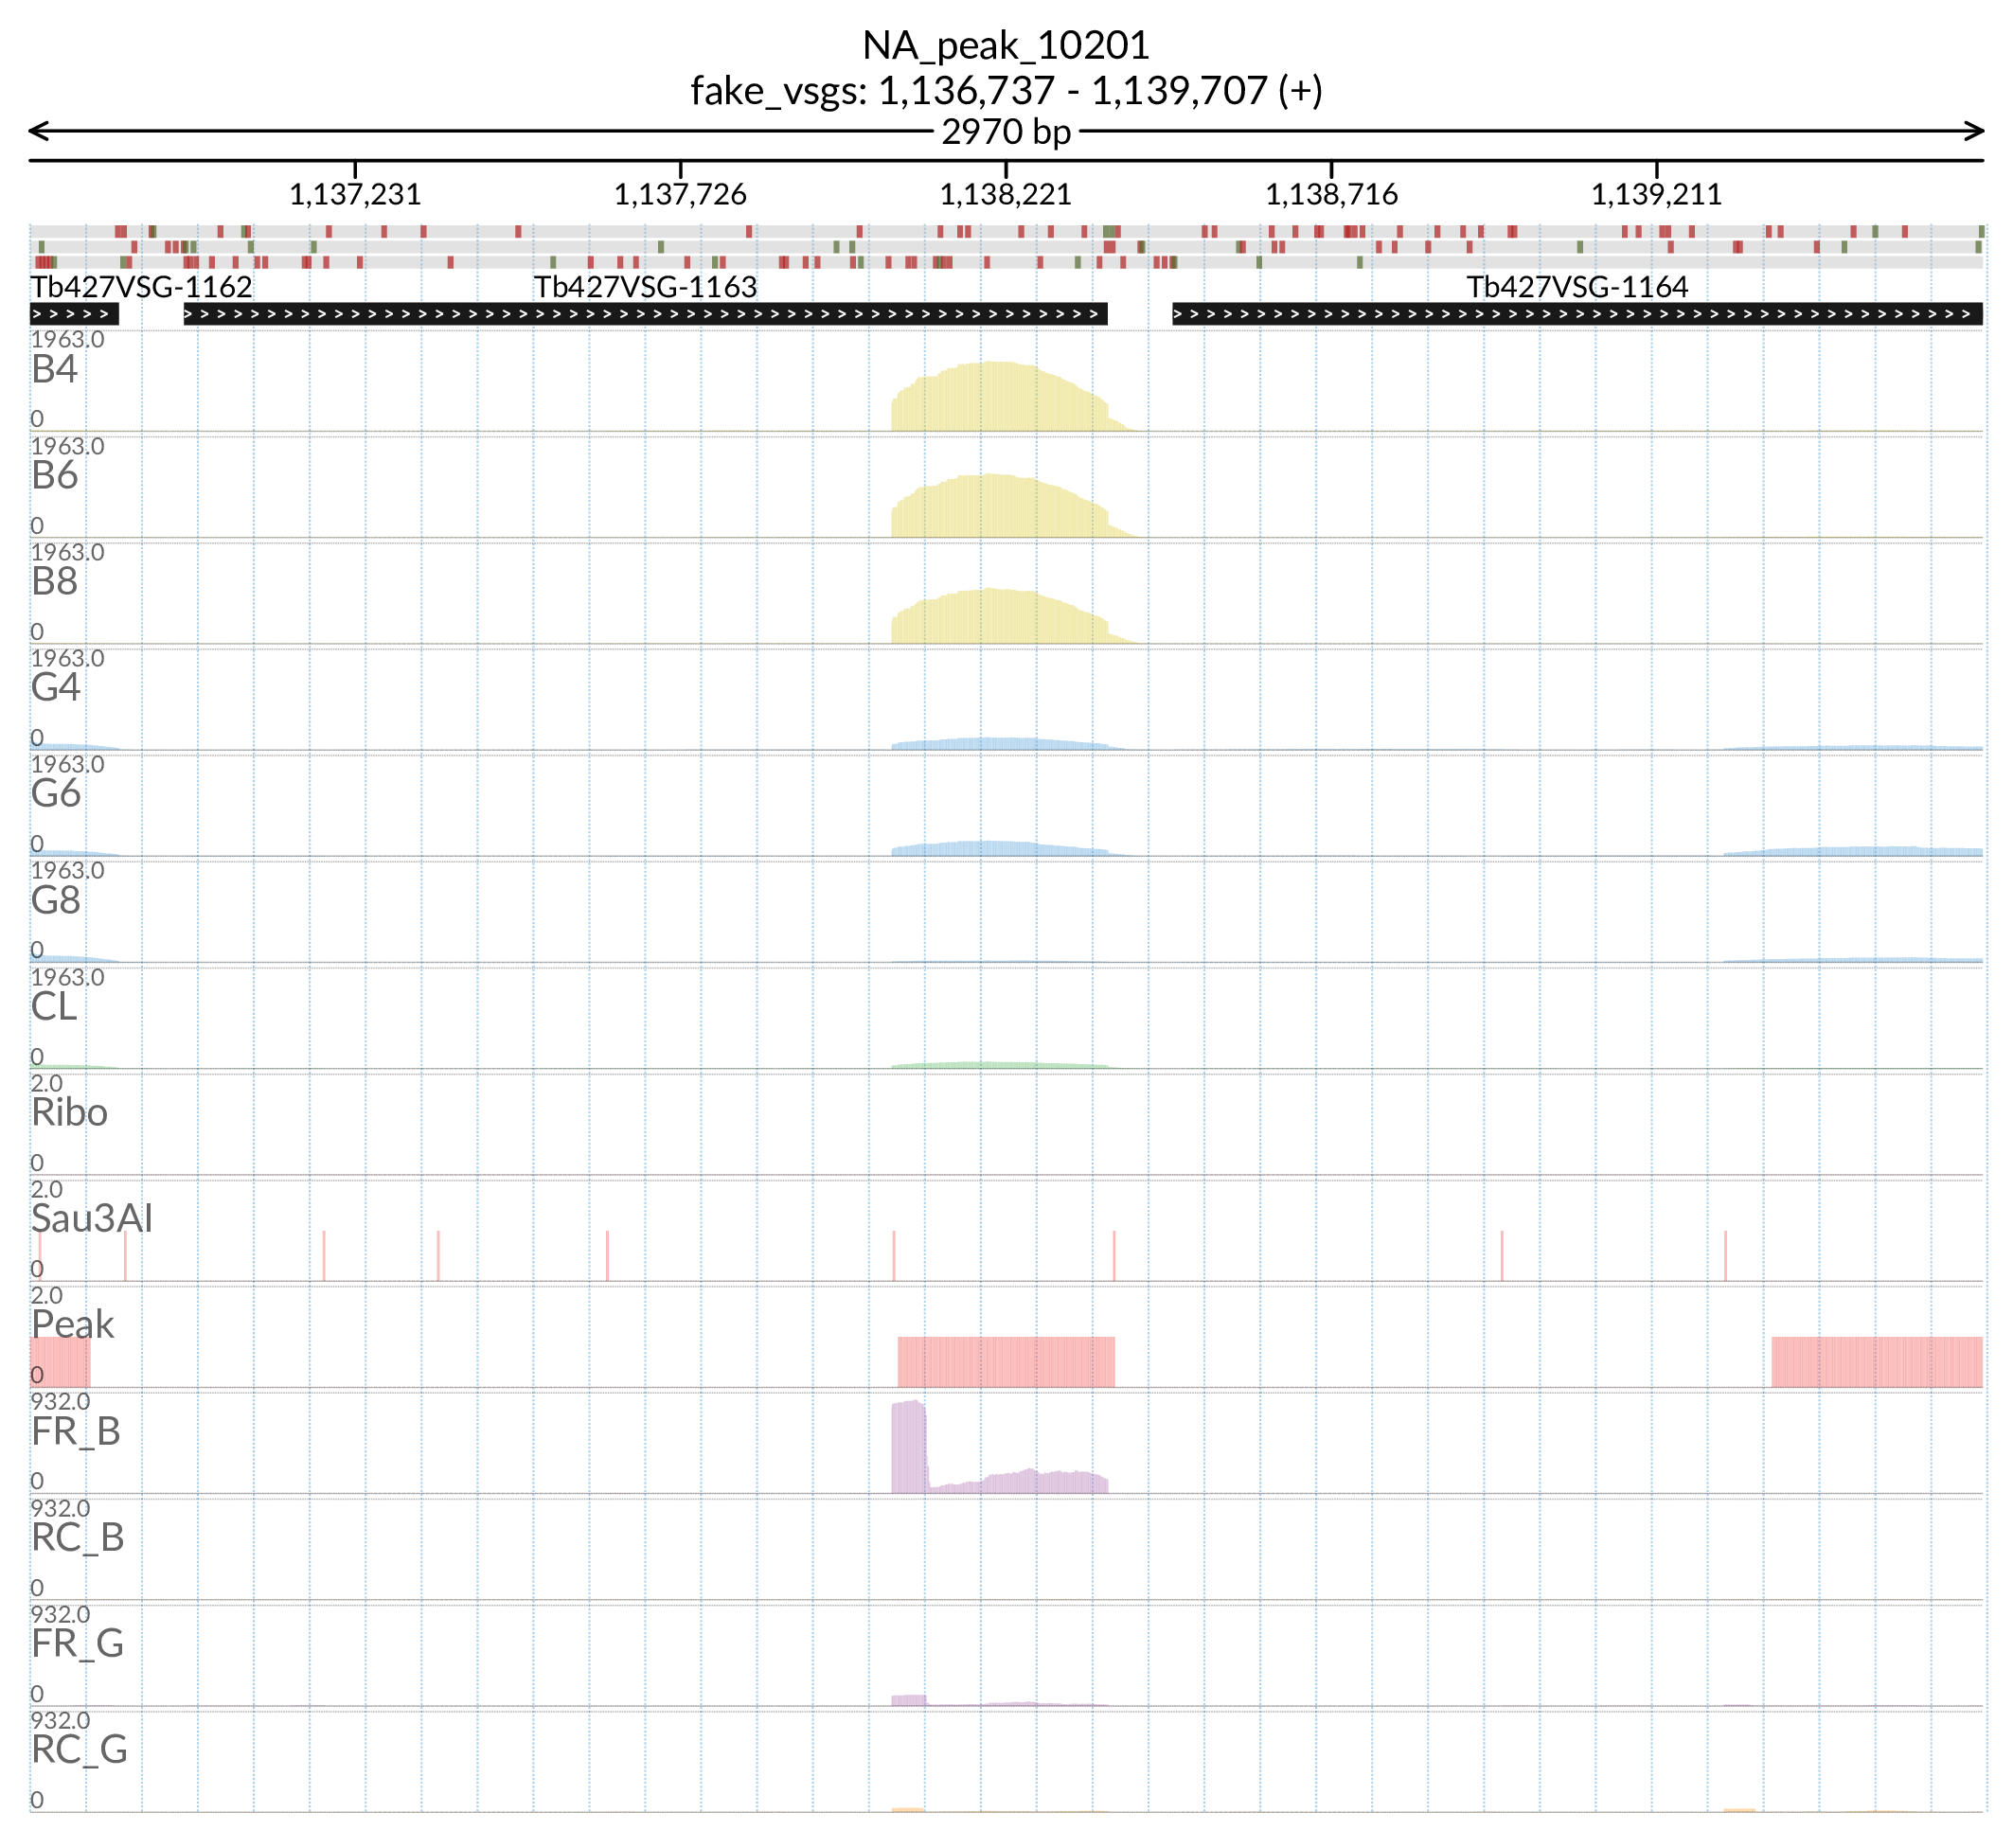 NA_peak_10201
fake_vsgs: 1,136,737 - 1,139,707 (+)
2970 bp
1,137,231 1,137,726 1,138,221 1,138,716 1,139,211
Tb427VSG-1162 Tb427VSG-1163 Tb427VSG-1164
1963.0
B4
0
1963.0
B6
0
1963.0
B8
0
1963.0
G4
0
1963.0
G6
0
1963.0
G8
0
1963.0
CL
0
2.0
Ribo
0
2.0
Sau3AI
0
2.0
Peak
0
932.0
FR_B
0
932.0
RC_B
0
932.0
FR_G
0
932.0
RC_G
0